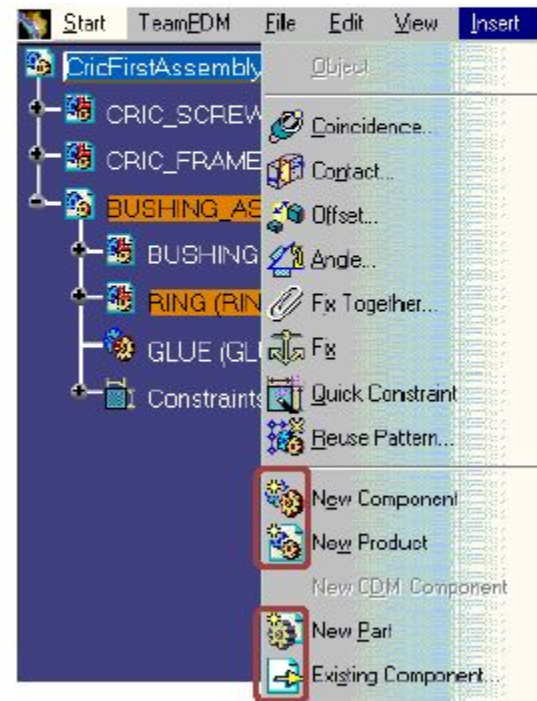 Start TeamEDM File Edit View Insert
CricFirstAssembly
Object
CRIC_SCREW
Coincidence...
CRIC_FRAME
Contact...
BUSHING_AS
Offset...
BUSHING
Angle...
RING (RIN
Fix Together...
GLUE (GL
Fix
Constraints
Quick Constraint
Reuse Pattern...
New Component
New Product
New CDM Component
New Part
Existing Component...